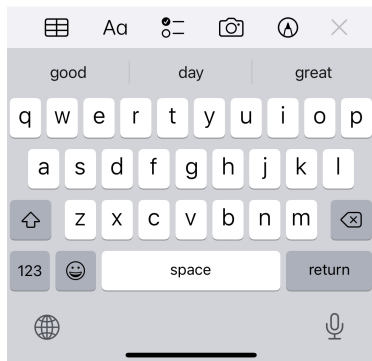 Aa
good day great
q w e r t y u i o p
a s d f g h j k l
z x c v b n m
123 space return